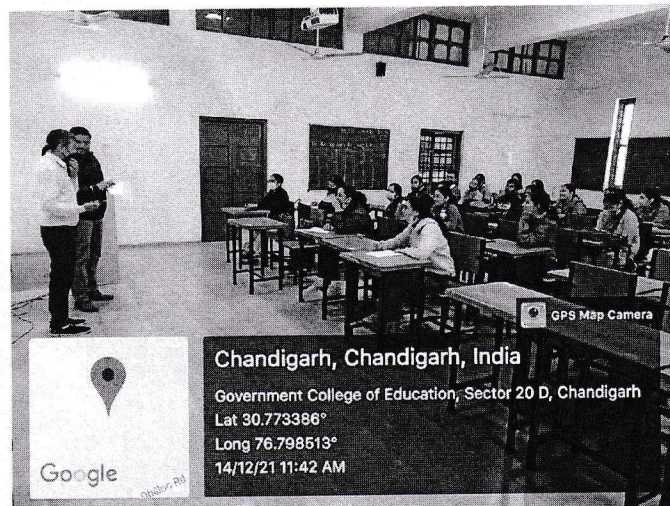 GPS Map Camera
Chandigarh, Chandigarh, India
Government College of Education, Sector 20 D, Chandigarh
Lat 30.773386°
Long 76.798513°
14/12/21 11:42 AM
Google
Rd